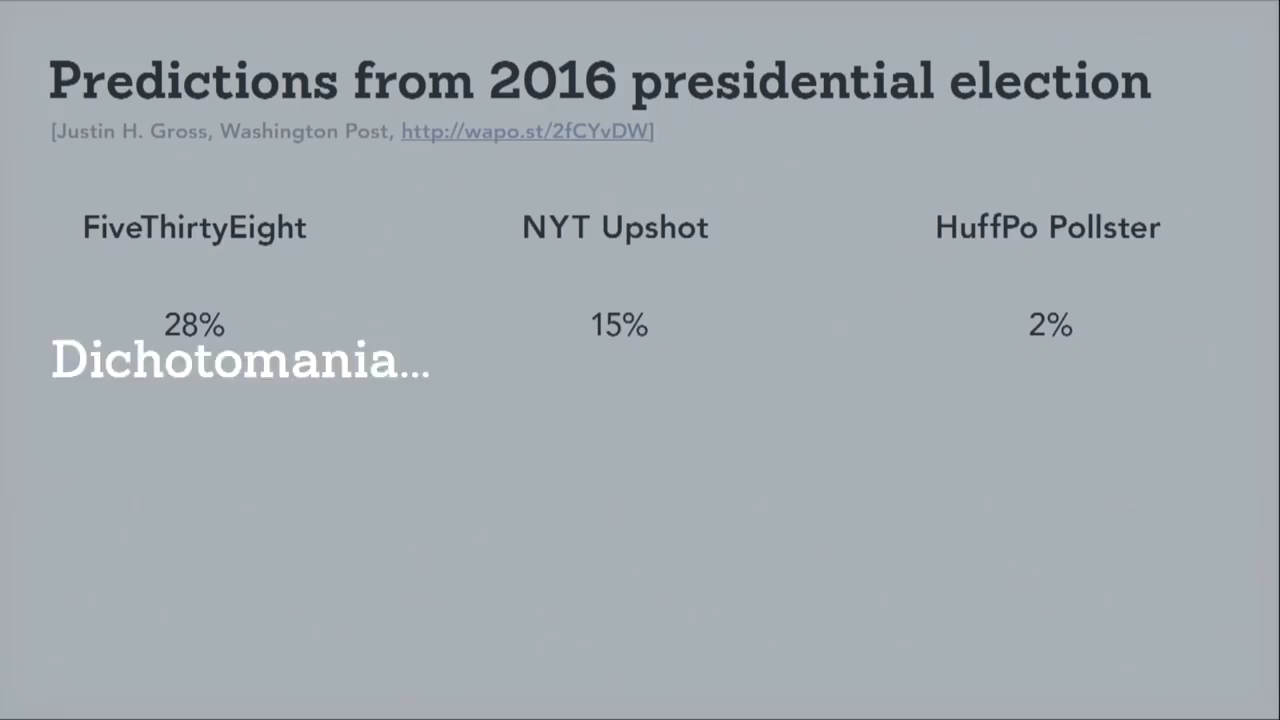 Predictions from 2016 presidential election
[Justin H. Gross, Washington Post, http://wapo.st/2fCYvDW]
FiveThirtyEight NYT Upshot HuffPo Pollster
28% 15% 2%
Dichotomania...